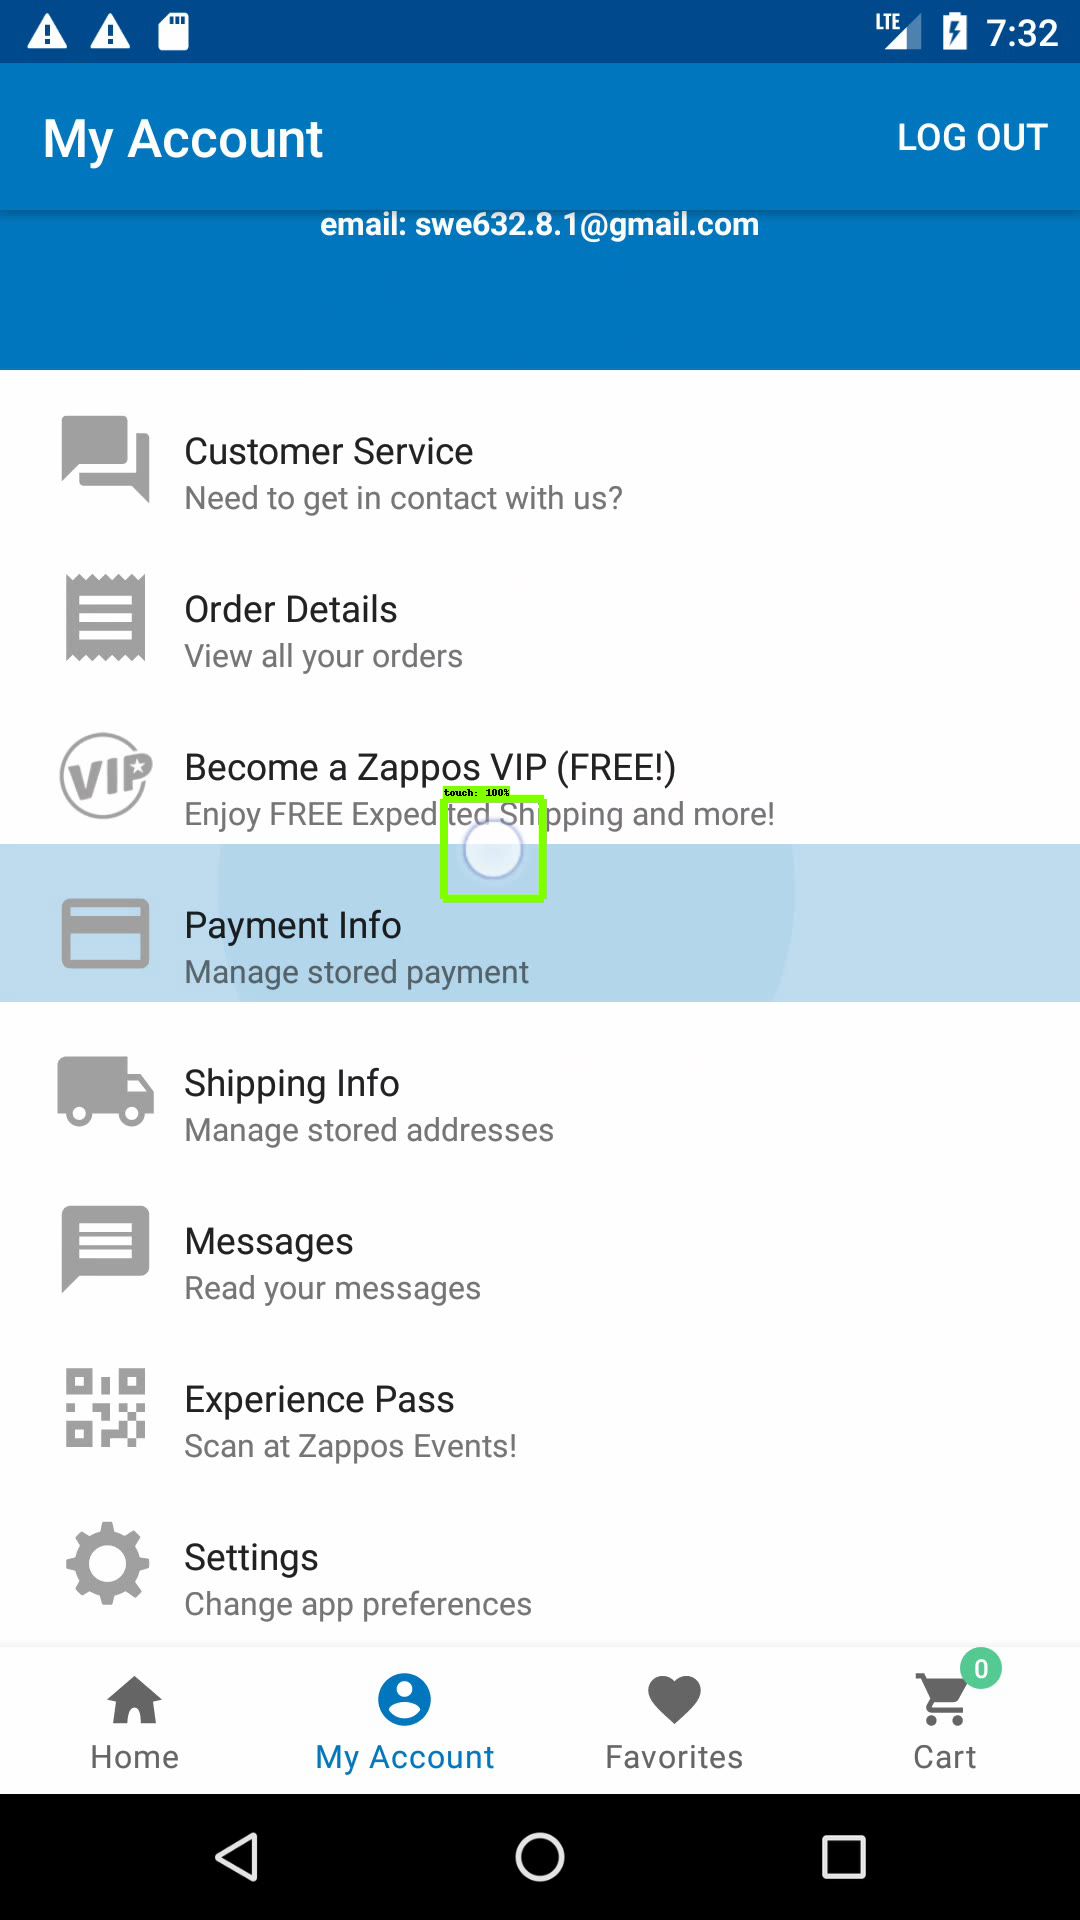 LTE 7:32
My Account LOG OUT
email: swe632.8.1@gmail.com
Customer Service
Need to get in contact with us?
Order Details
View all your orders
VIP
Become a Zappos VIP (FREE!)
touch: 100%
Enjoy FREE Expedited Shipping and more!
Payment Info
Manage stored payment
Shipping Info
Manage stored addresses
Messages
Read your messages
Experience Pass
Scan at Zappos Events!
Settings
Change app preferences
0
Home My Account Favorites Cart